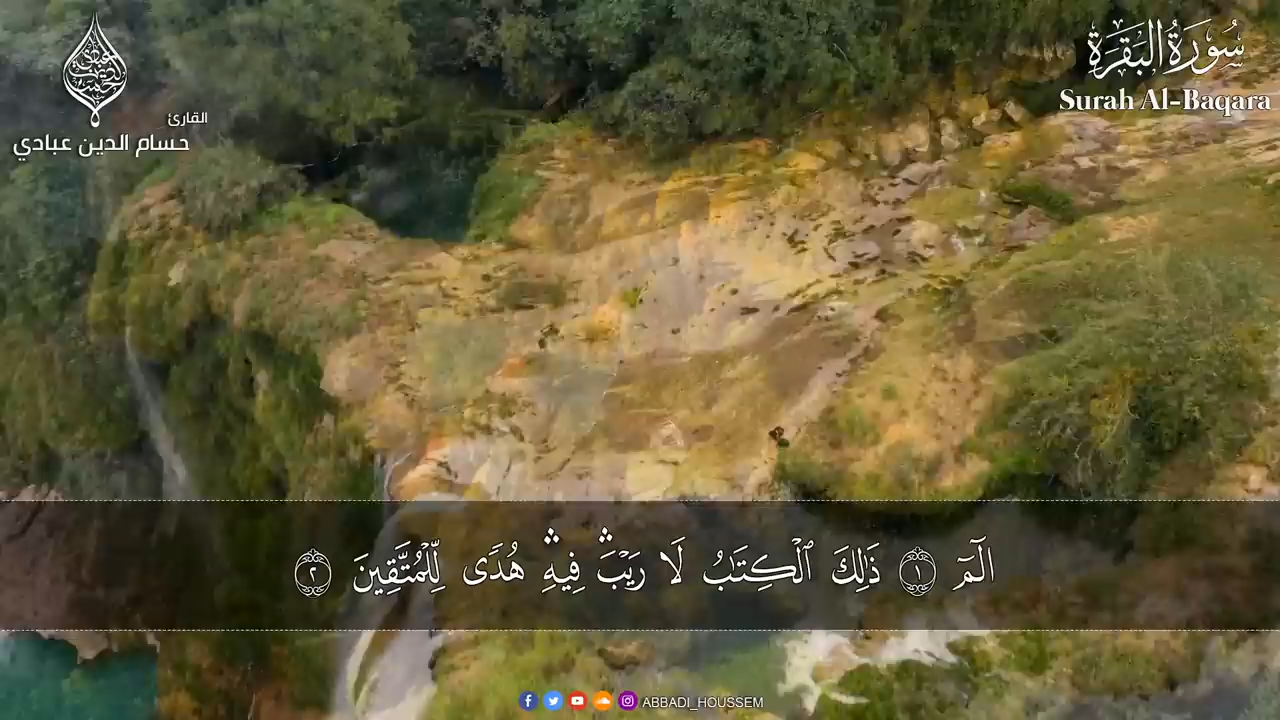 سُورَةُ البَقَرَةِ
Surah Al-Baqara
القارئ
حسام الدين عبادي
الٓمٓ ١ ذَٰلِكَ ٱلْكِتَٰبُ لَا رَيْبَۛ فِيهِۛ هُدًى لِّلْمُتَّقِينَ ٢
ABBADI_HOUSSEM